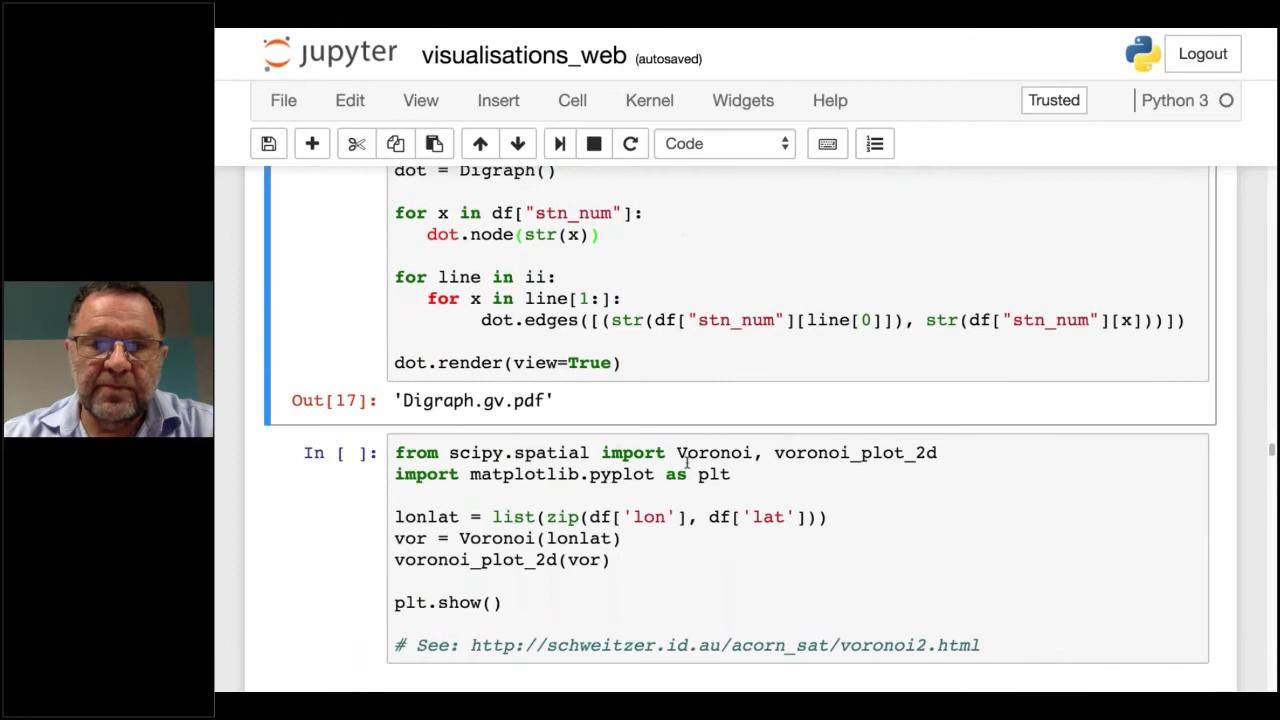 jupyter visualisations_web (autosaved) Logout
File Edit View Insert Cell Kernel Widgets Help Trusted Python 3
Code
dot = Digraph()
for x in df["stn_num"]:
dot.node(str(x))
for line in ii:
for x in line[1:]:
dot.edges([(str(df["stn_num"][line[0]]), str(df["stn_num"][x]))])
dot.render(view=True)
Out[17]: 'Digraph.gv.pdf'
In [ ]: from scipy.spatial import Voronoi, voronoi_plot_2d
import matplotlib.pyplot as plt
lonlat = list(zip(df['lon'], df['lat']))
vor = Voronoi(lonlat)
voronoi_plot_2d(vor)
plt.show()
# See: http://schweitzer.id.au/acorn_sat/voronoi2.html